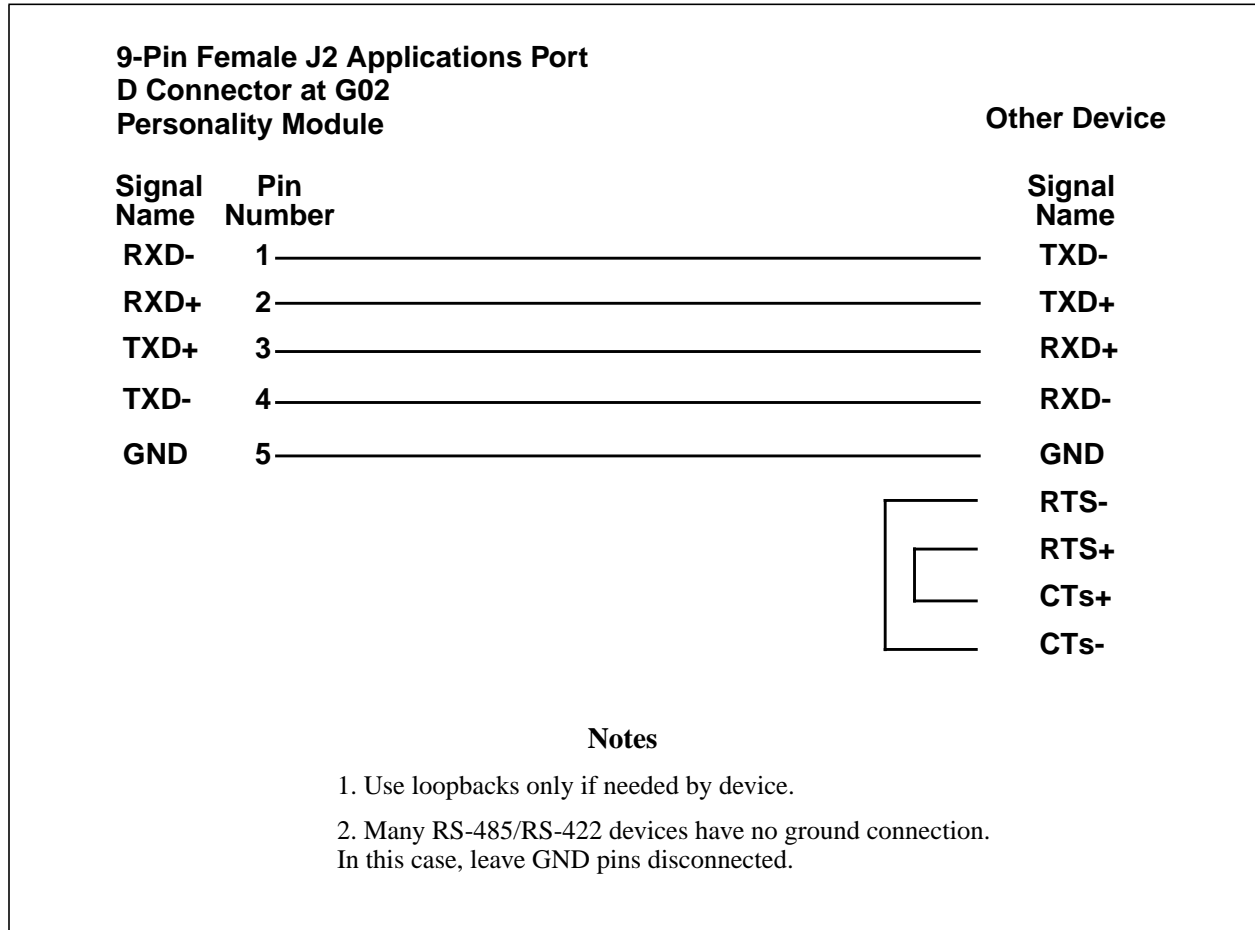 9-Pin Female J2 Applications Port
D Connector at G02
Personality Module
Other Device
Signal Name Pin Number Signal Name
RXD- 1 TXD-
RXD+ 2 TXD+
TXD+ 3 RXD+
TXD- 4 RXD-
GND 5 GND
RTS-
RTS+
CTs+
CTs-
Notes
1. Use loopbacks only if needed by device.
2. Many RS-485/RS-422 devices have no ground connection.
In this case, leave GND pins disconnected.